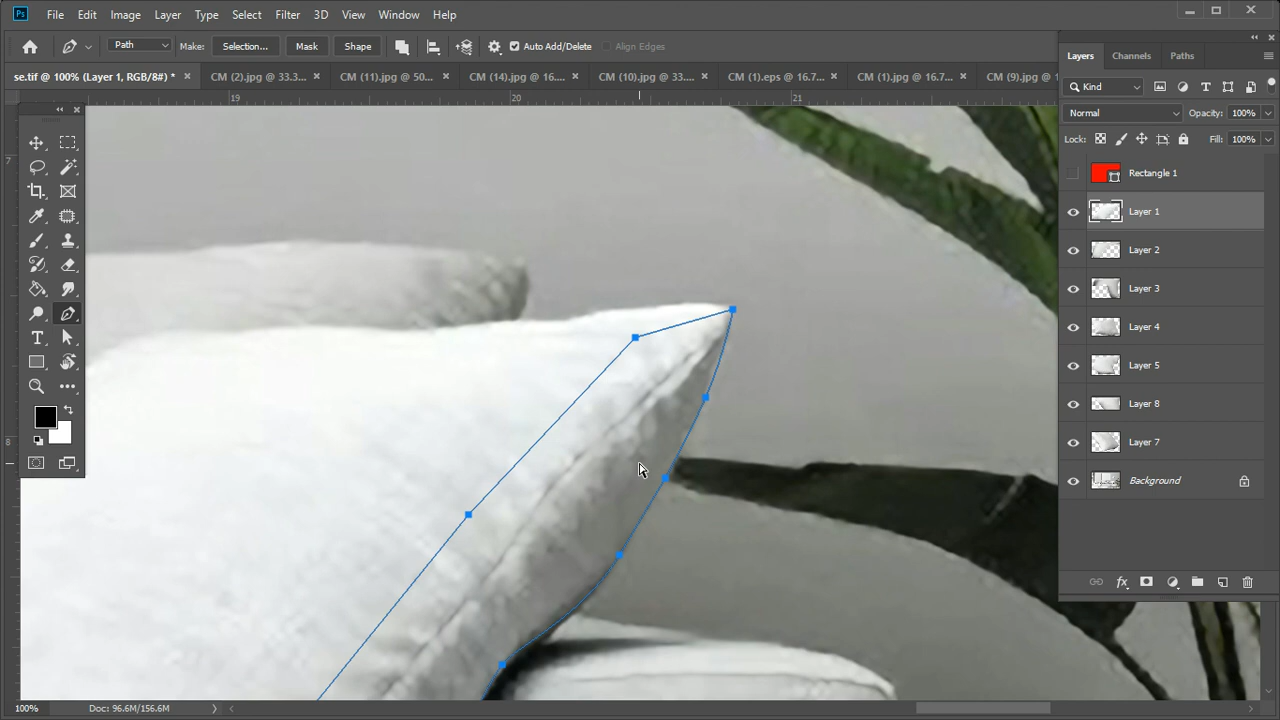 Ps File Edit Image Layer Type Select Filter 3D View Window Help
Path Make: Selection... Mask Shape Auto Add/Delete Align Edges
se.tif @ 100% (Layer 1, RGB/8#) * CM (2).jpg @ 33.3... CM (11).jpg @ 50... CM (14).jpg @ 16.... CM (10).jpg @ 33.... CM (1).eps @ 16.7... CM (1).jpg @ 16.7... CM (9).jpg @
19 20 21
7
8
Layers Channels Paths
Kind
Normal Opacity: 100%
Lock: Fill: 100%
Rectangle 1
Layer 1
Layer 2
Layer 3
Layer 4
Layer 5
Layer 8
Layer 7
Background
fx
100% Doc: 96.6M/156.6M